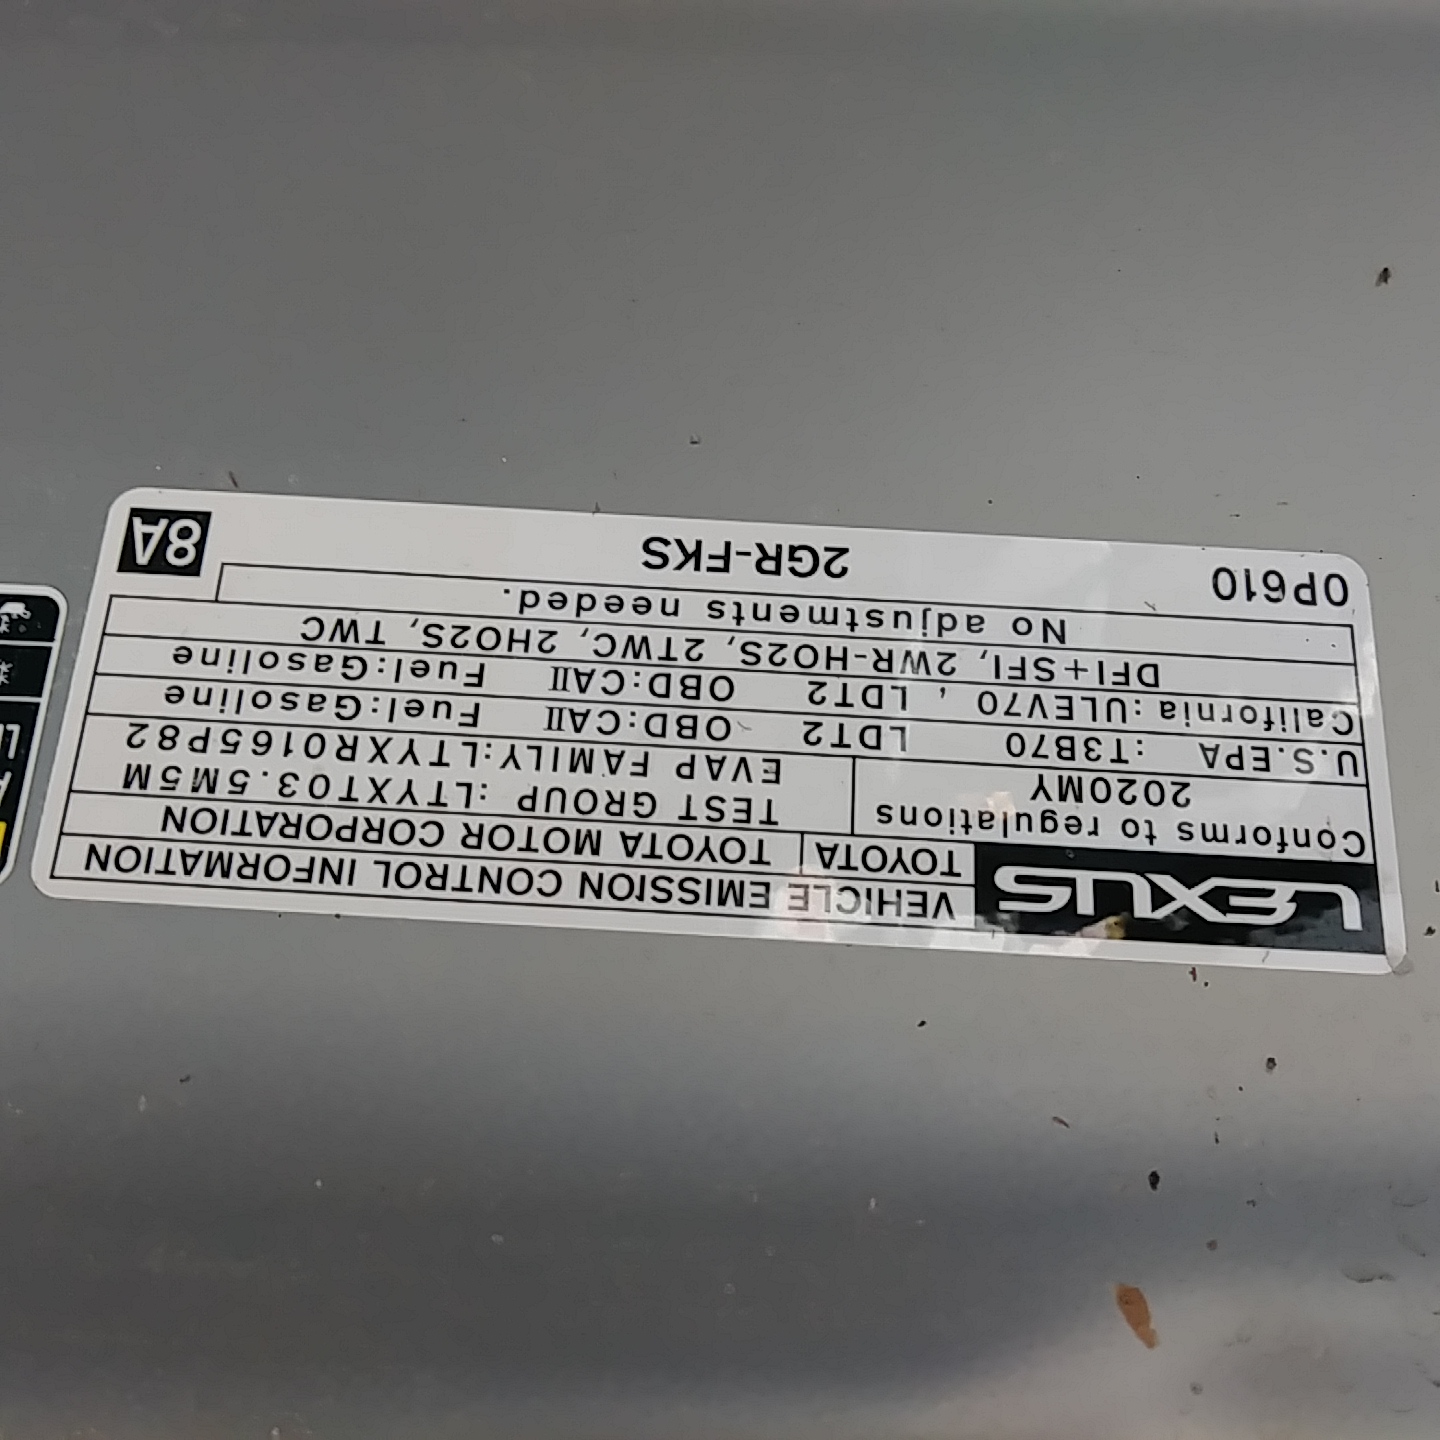 LEXUS VEHICLE EMISSION CONTROL INFORMATION
TOYOTA TOYOTA MOTOR CORPORATION
Conforms to regulations TEST GROUP :LTYXT03.5M5M
2020MY EVAP FAMILY:LTYXR0165P82
U.S.EPA :T3B70 LDT2 OBD:CAII Fuel:Gasoline
California:ULEV70 , LDT2 OBD:CAII Fuel:Gasoline
DFI+SFI, 2WR-HO2S, 2TWC, 2HO2S, TWC
No adjustments needed.
0P610 2GR-FKS 8A